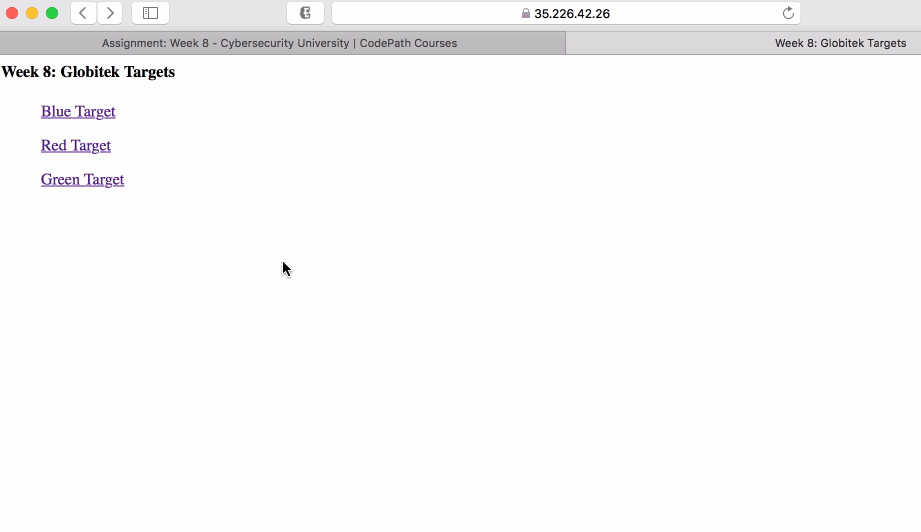 35.226.42.26
Assignment: Week 8 - Cybersecurity University | CodePath Courses
Week 8: Globitek Targets
Week 8: Globitek Targets
Blue Target
Red Target
Green Target